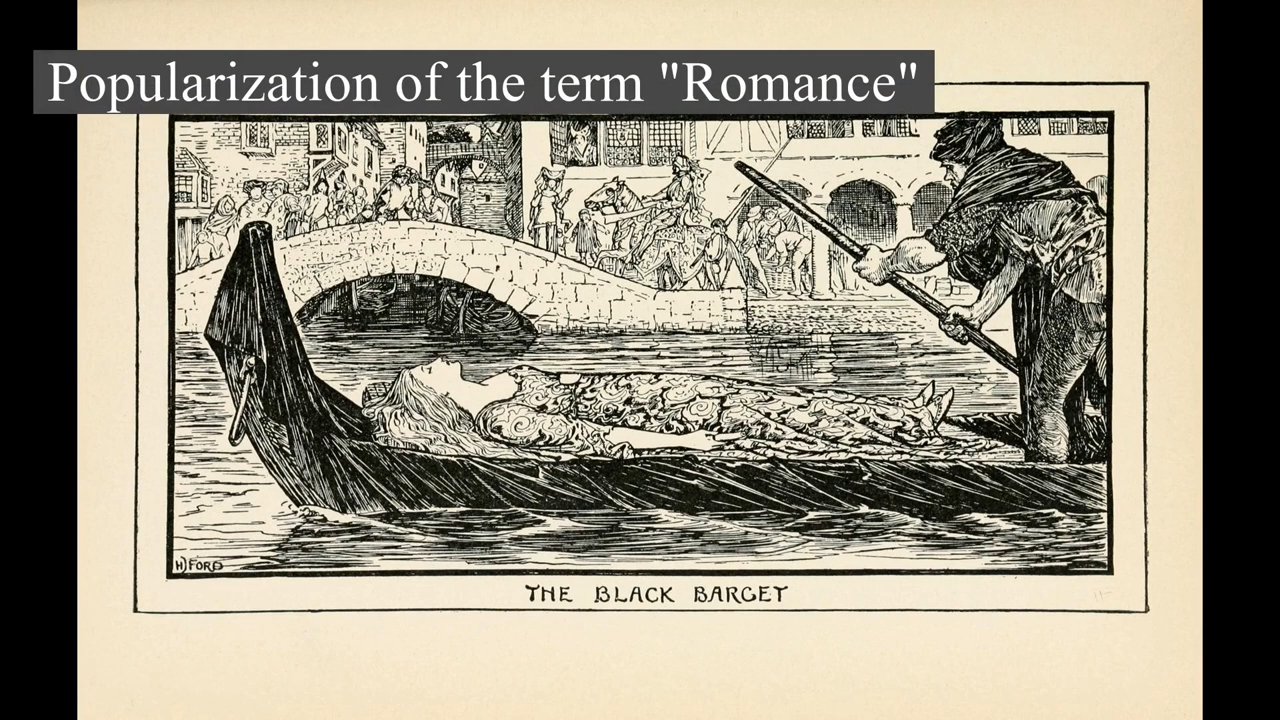 Popularization of the term "Romance"
H) FORD
THE BLACK BARGET